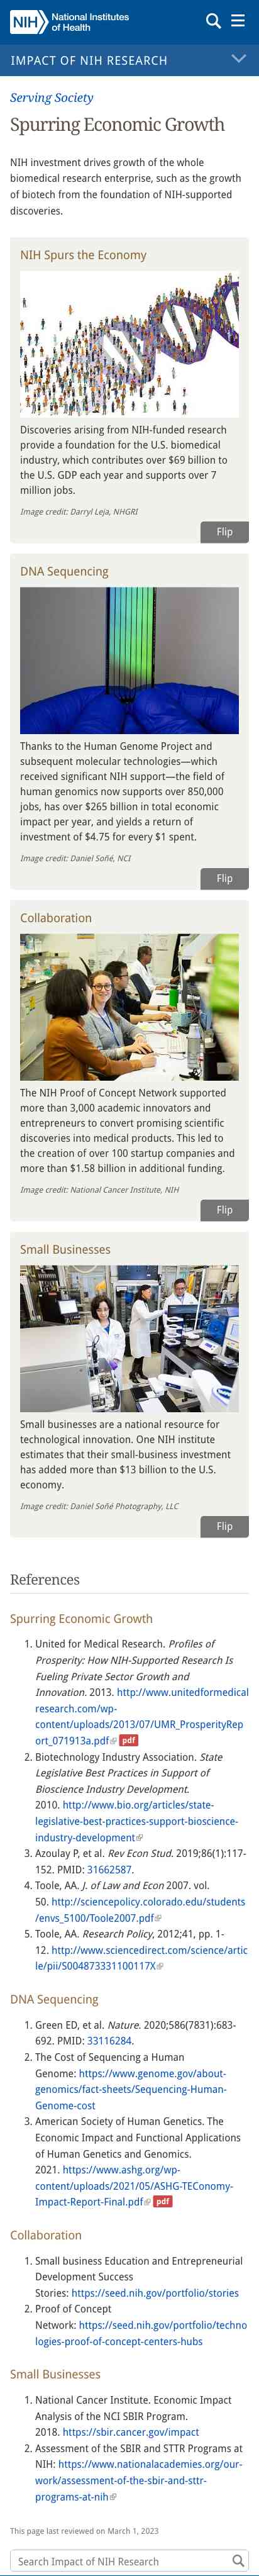 NIH National Institutes
of Health
IMPACT OF NIH RESEARCH
Serving Society
Spurring Economic Growth
NIH investment drives growth of the whole
biomedical research enterprise, such as the growth
of biotech from the foundation of NIH-supported
discoveries.
NIH Spurs the Economy
Discoveries arising from NIH-funded research
provide a foundation for the U.S. biomedical
industry, which contributes over $69 billion to
the U.S. GDP each year and supports over 7
million jobs.
Image credit: Darryl Leja, NHGRI
Flip
DNA Sequencing
Thanks to the Human Genome Project and
subsequent molecular technologies—which
received significant NIH support—the field of
human genomics now supports over 850,000
jobs, has over $265 billion in total economic
impact per year, and yields a return of
investment of $4.75 for every $1 spent.
Image credit: Daniel Soñé, NCI
Flip
Collaboration
The NIH Proof of Concept Network supported
more than 3,000 academic innovators and
entrepreneurs to convert promising scientific
discoveries into medical products. This led to
the creation of over 100 startup companies and
more than $1.58 billion in additional funding.
Image credit: National Cancer Institute, NIH
Flip
Small Businesses
Small businesses are a national resource for
technological innovation. One NIH institute
estimates that their small-business investment
has added more than $13 billion to the U.S.
economy.
Image credit: Daniel Soñé Photography, LLC
Flip
References
Spurring Economic Growth
1. United for Medical Research. Profiles of
Prosperity: How NIH-Supported Research Is
Fueling Private Sector Growth and
Innovation. 2013. http://www.unitedformedical
research.com/wp-
content/uploads/2013/07/UMR_ProsperityRep
ort_071913a.pdf pdf
2. Biotechnology Industry Association. State
Legislative Best Practices in Support of
Bioscience Industry Development.
2010. http://www.bio.org/articles/state-
legislative-best-practices-support-bioscience-
industry-development
3. Azoulay P, et al. Rev Econ Stud. 2019;86(1):117-
152. PMID: 31662587.
4. Toole, AA. J. of Law and Econ 2007. vol.
50. http://sciencepolicy.colorado.edu/students
/envs_5100/Toole2007.pdf
5. Toole, AA. Research Policy, 2012;41, pp. 1-
12. http://www.sciencedirect.com/science/artic
le/pii/S004873331100117X
DNA Sequencing
1. Green ED, et al. Nature. 2020;586(7831):683-
692. PMID: 33116284.
2. The Cost of Sequencing a Human
Genome: https://www.genome.gov/about-
genomics/fact-sheets/Sequencing-Human-
Genome-cost
3. American Society of Human Genetics. The
Economic Impact and Functional Applications
of Human Genetics and Genomics.
2021. https://www.ashg.org/wp-
content/uploads/2021/05/ASHG-TEConomy-
Impact-Report-Final.pdf pdf
Collaboration
1. Small business Education and Entrepreneurial
Development Success
Stories: https://seed.nih.gov/portfolio/stories
2. Proof of Concept
Network: https://seed.nih.gov/portfolio/techno
logies-proof-of-concept-centers-hubs
Small Businesses
1. National Cancer Institute. Economic Impact
Analysis of the NCI SBIR Program.
2018. https://sbir.cancer.gov/impact
2. Assessment of the SBIR and STTR Programs at
NIH: https://www.nationalacademies.org/our-
work/assessment-of-the-sbir-and-sttr-
programs-at-nih
This page last reviewed on March 1, 2023
Search Impact of NIH Research